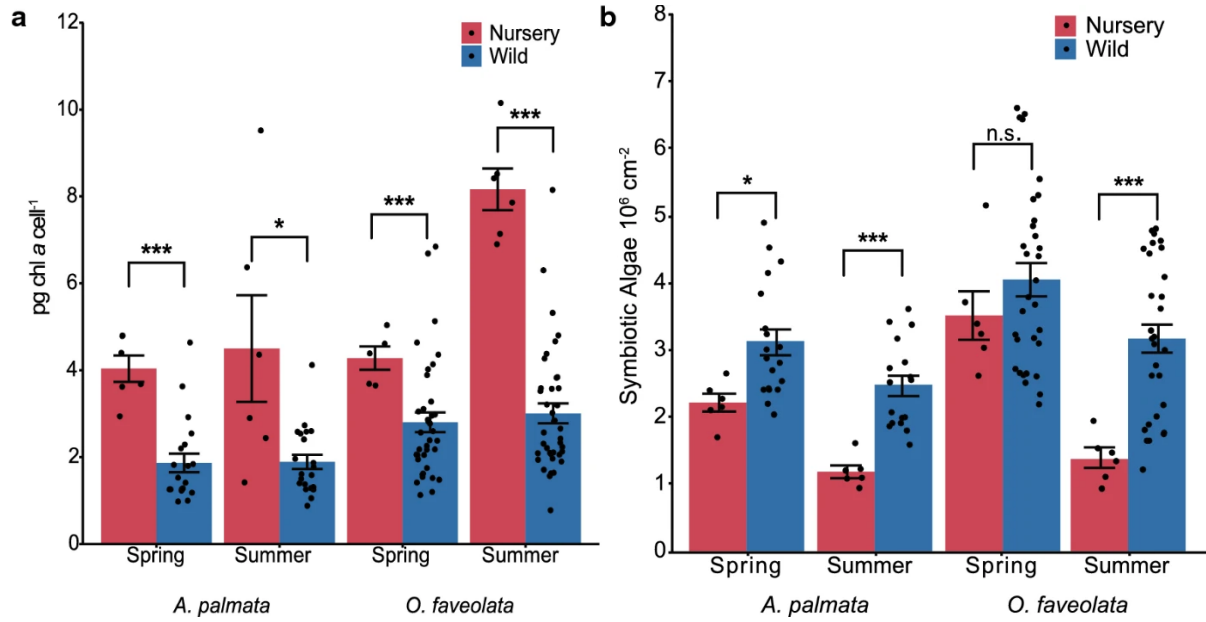 a
12
10
8
6
4
2
0
pg chl a cell-1
Nursery
Wild
***
*
***
***
Spring
Summer
Spring
Summer
A. palmata
O. faveolata
b
8
7
6
5
4
3
2
1
0
Symbiotic Algae 10⁶ cm⁻²
Nursery
Wild
*
***
n.s.
***
Spring
Summer
Spring
Summer
A. palmata
O. faveolata